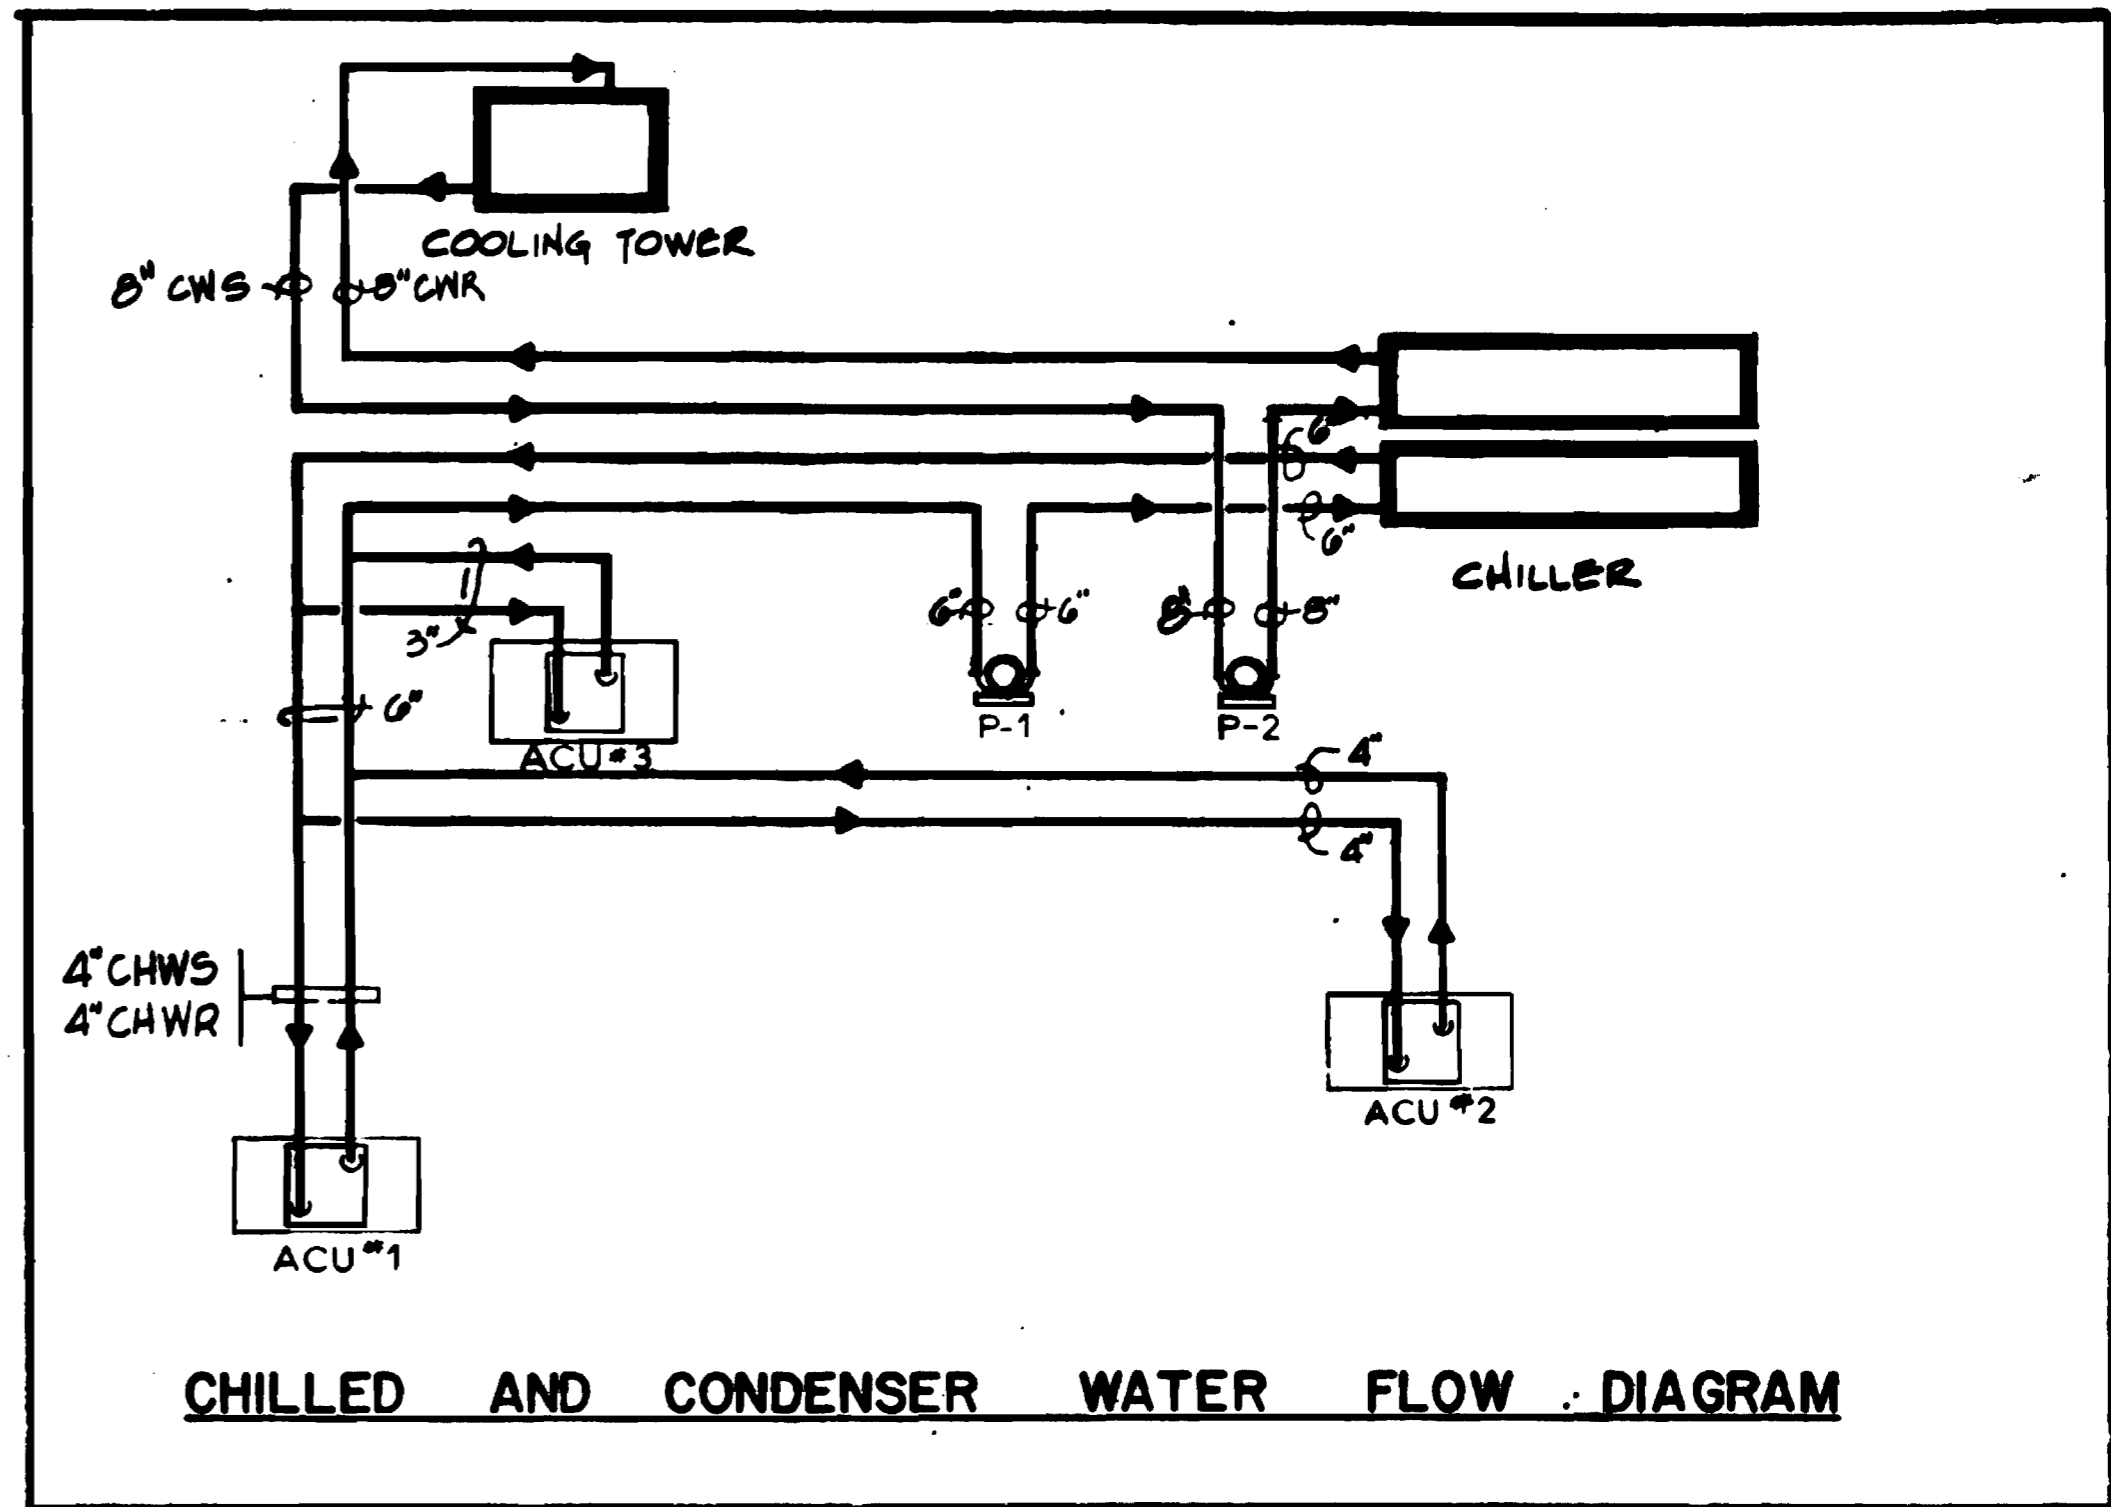 COOLING TOWER
8" CWS
8" CWR
6"
6"
CHILLER
3"
6"
6"
8"
8"
6"
P-1
P-2
ACU #3
4"
4"
4" CHWS
4" CHWR
ACU #2
ACU #1
CHILLED AND CONDENSER WATER FLOW DIAGRAM